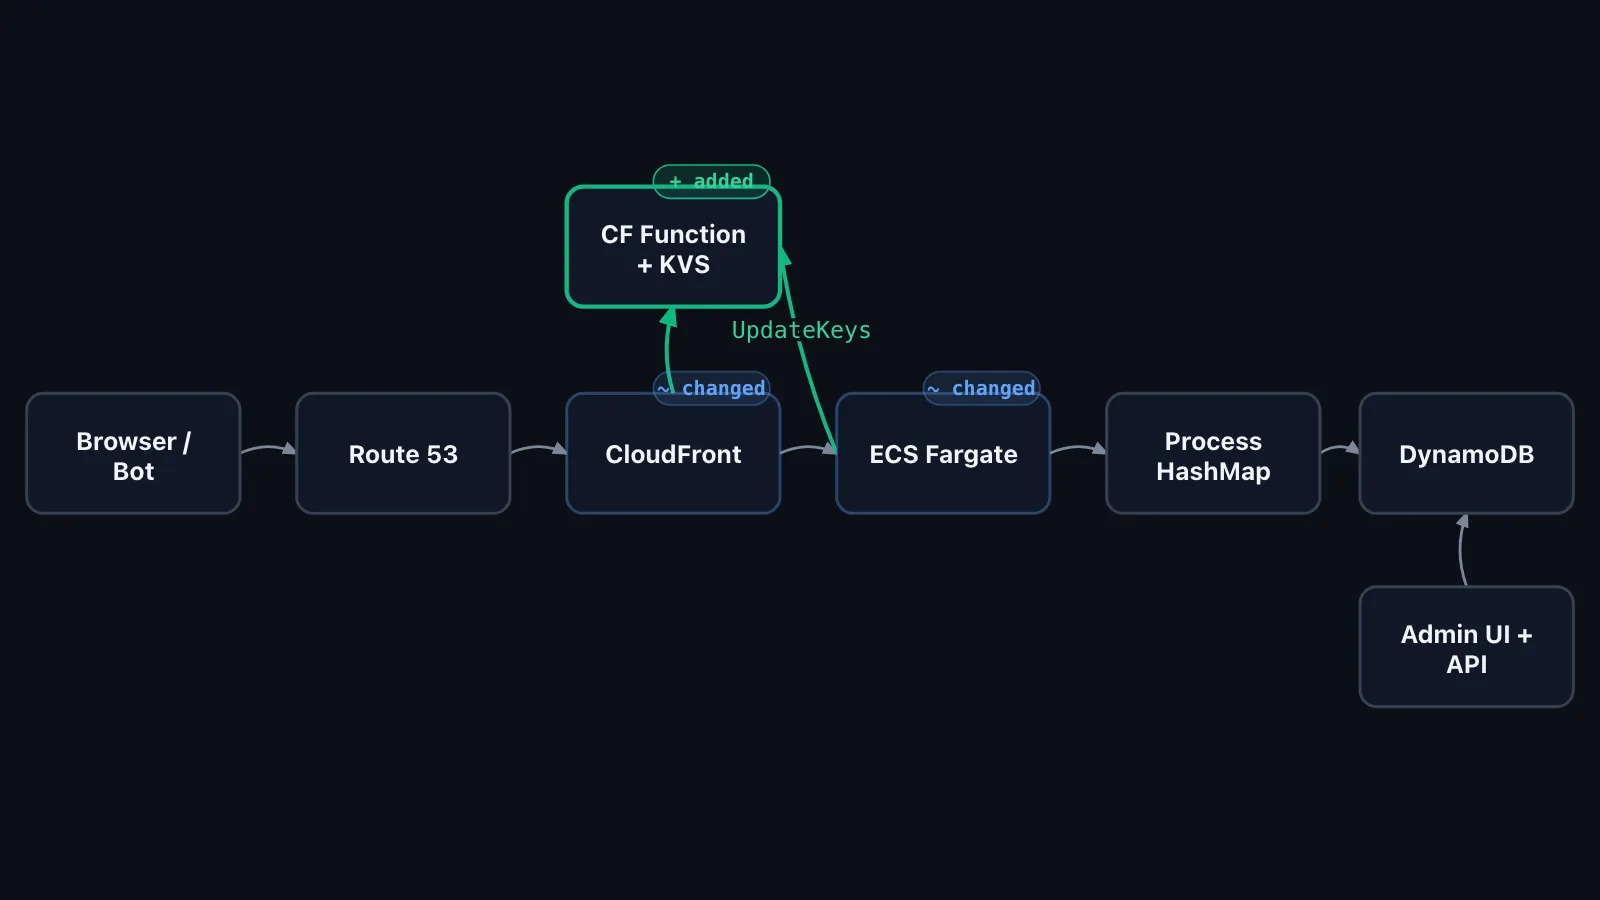 + added
CF Function
+ KVS
UpdateKeys
~ changed
~ changed
Browser /
Bot
Route 53
CloudFront
ECS Fargate
Process
HashMap
DynamoDB
Admin UI +
API